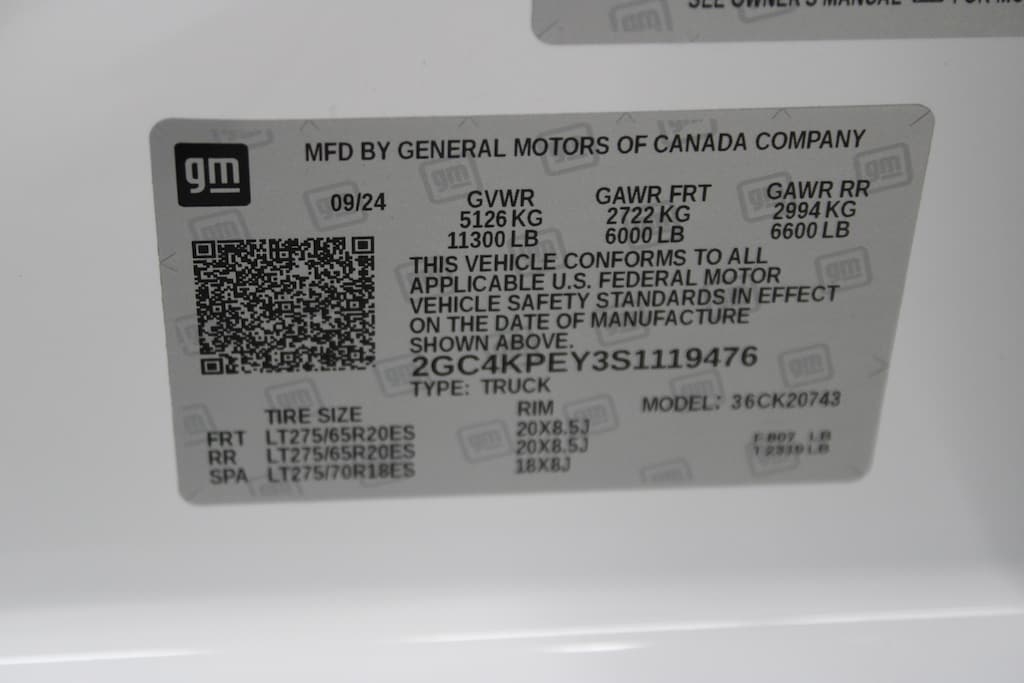 SEE OWNER'S MANUAL
gm
MFD BY GENERAL MOTORS OF CANADA COMPANY
09/24 GVWR GAWR FRT GAWR RR
5126 KG 2722 KG 2994 KG
11300 LB 6000 LB 6600 LB
THIS VEHICLE CONFORMS TO ALL
APPLICABLE U.S. FEDERAL MOTOR
VEHICLE SAFETY STANDARDS IN EFFECT
ON THE DATE OF MANUFACTURE
SHOWN ABOVE.
2GC4KPEY3S1119476
TYPE: TRUCK
TIRE SIZE RIM MODEL: 36CK20743
FRT LT275/65R20ES 20X8.5J
RR LT275/65R20ES 20X8.5J
SPA LT275/70R18ES 18X8J